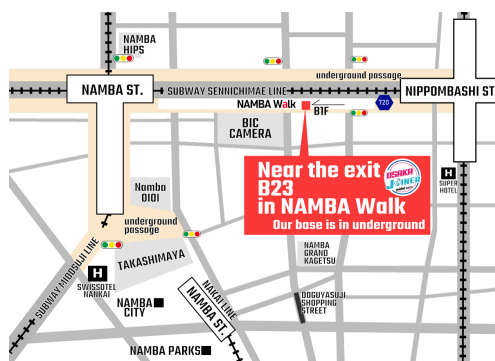 NAMBA
HIPS
underground passage
NAMBA ST.
SUBWAY SENNICHIMAE LINE
NIPPOMBASHI ST
NAMBA Walk
B1F
720
BIC
CAMERA
Near the exit
B23
in NAMBA Walk
Our base is in underground
OSAKA
JOINER
H
SUPER
HOTEL
Namba
DIDI
underground
passage
SUBWAY MIDOSUJI LINE
TAKASHIMAYA
NAMBA
GRAND
KAGETSU
H
SWISSOTEL
NANKAI
NAMBA
CITY
NANKAI LINE
NAMBA ST.
DOGUYASUJI
SHOPPING
STREET
NAMBA PARKS